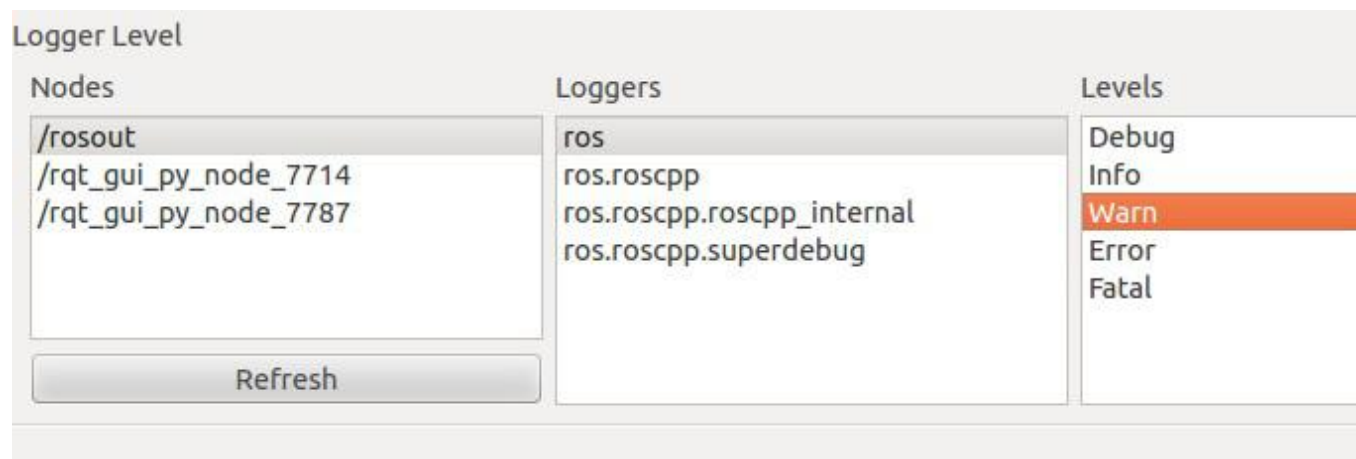 Logger Level
Nodes
/rosout
/rqt_gui_py_node_7714
/rqt_gui_py_node_7787
Refresh
Loggers
ros
ros.roscpp
ros.roscpp.roscpp_internal
ros.roscpp.superdebug
Levels
Debug
Info
Warn
Error
Fatal